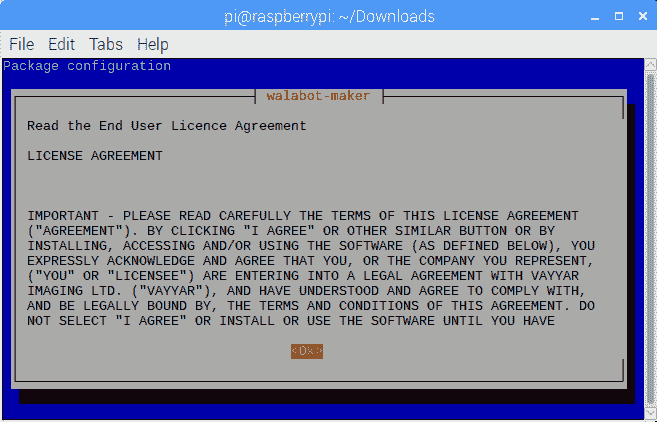 pi@raspberrypi: ~/Downloads
File Edit Tabs Help
Package configuration
walabot-maker
Read the End User Licence Agreement
LICENSE AGREEMENT
IMPORTANT - PLEASE READ CAREFULLY THE TERMS OF THIS LICENSE AGREEMENT
("AGREEMENT"). BY CLICKING "I AGREE" OR OTHER SIMILAR BUTTON OR BY
INSTALLING, ACCESSING AND/OR USING THE SOFTWARE (AS DEFINED BELOW), YOU
EXPRESSLY ACKNOWLEDGE AND AGREE THAT YOU, OR THE COMPANY YOU REPRESENT,
("YOU" OR "LICENSEE") ARE ENTERING INTO A LEGAL AGREEMENT WITH VAYYAR
IMAGING LTD. ("VAYYAR"), AND HAVE UNDERSTOOD AND AGREE TO COMPLY WITH,
AND BE LEGALLY BOUND BY, THE TERMS AND CONDITIONS OF THIS AGREEMENT. DO
NOT SELECT "I AGREE" OR INSTALL OR USE THE SOFTWARE UNTIL YOU HAVE
<Ok>